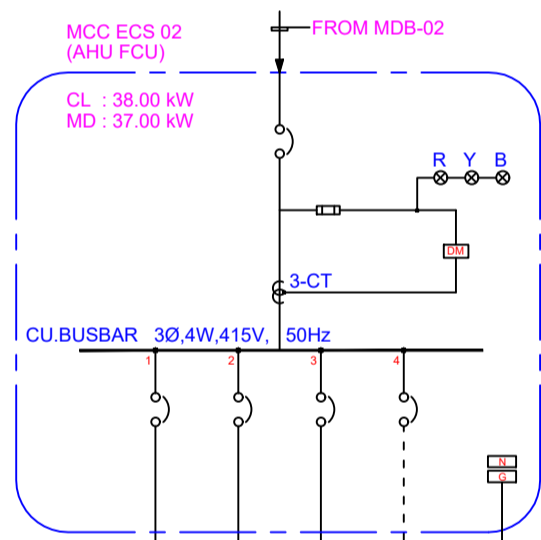 MCC ECS 02
(AHU FCU)
FROM MDB-02
CL : 38.00 kW
MD : 37.00 kW
R Y B
DM
3-CT
CU.BUSBAR 3Ø,4W,415V, 50Hz
1 2 3 4
N
G